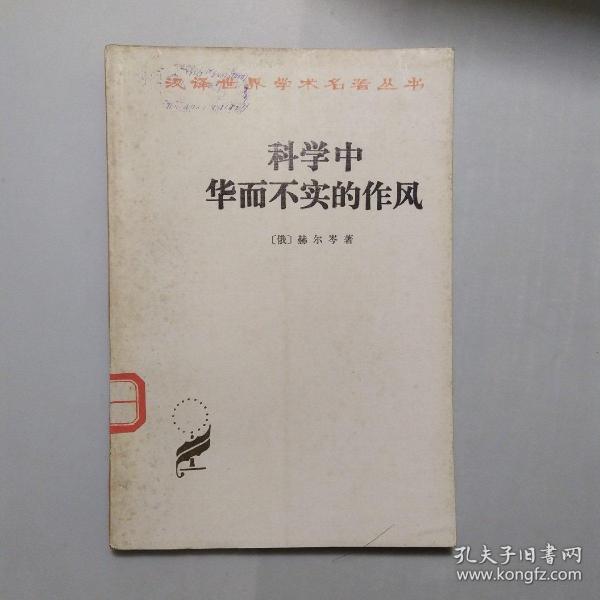 汉译世界学术名著丛书
科学中
华而不实的作风
〔俄〕赫尔岑著
孔夫子旧書网
www.kongfz.com